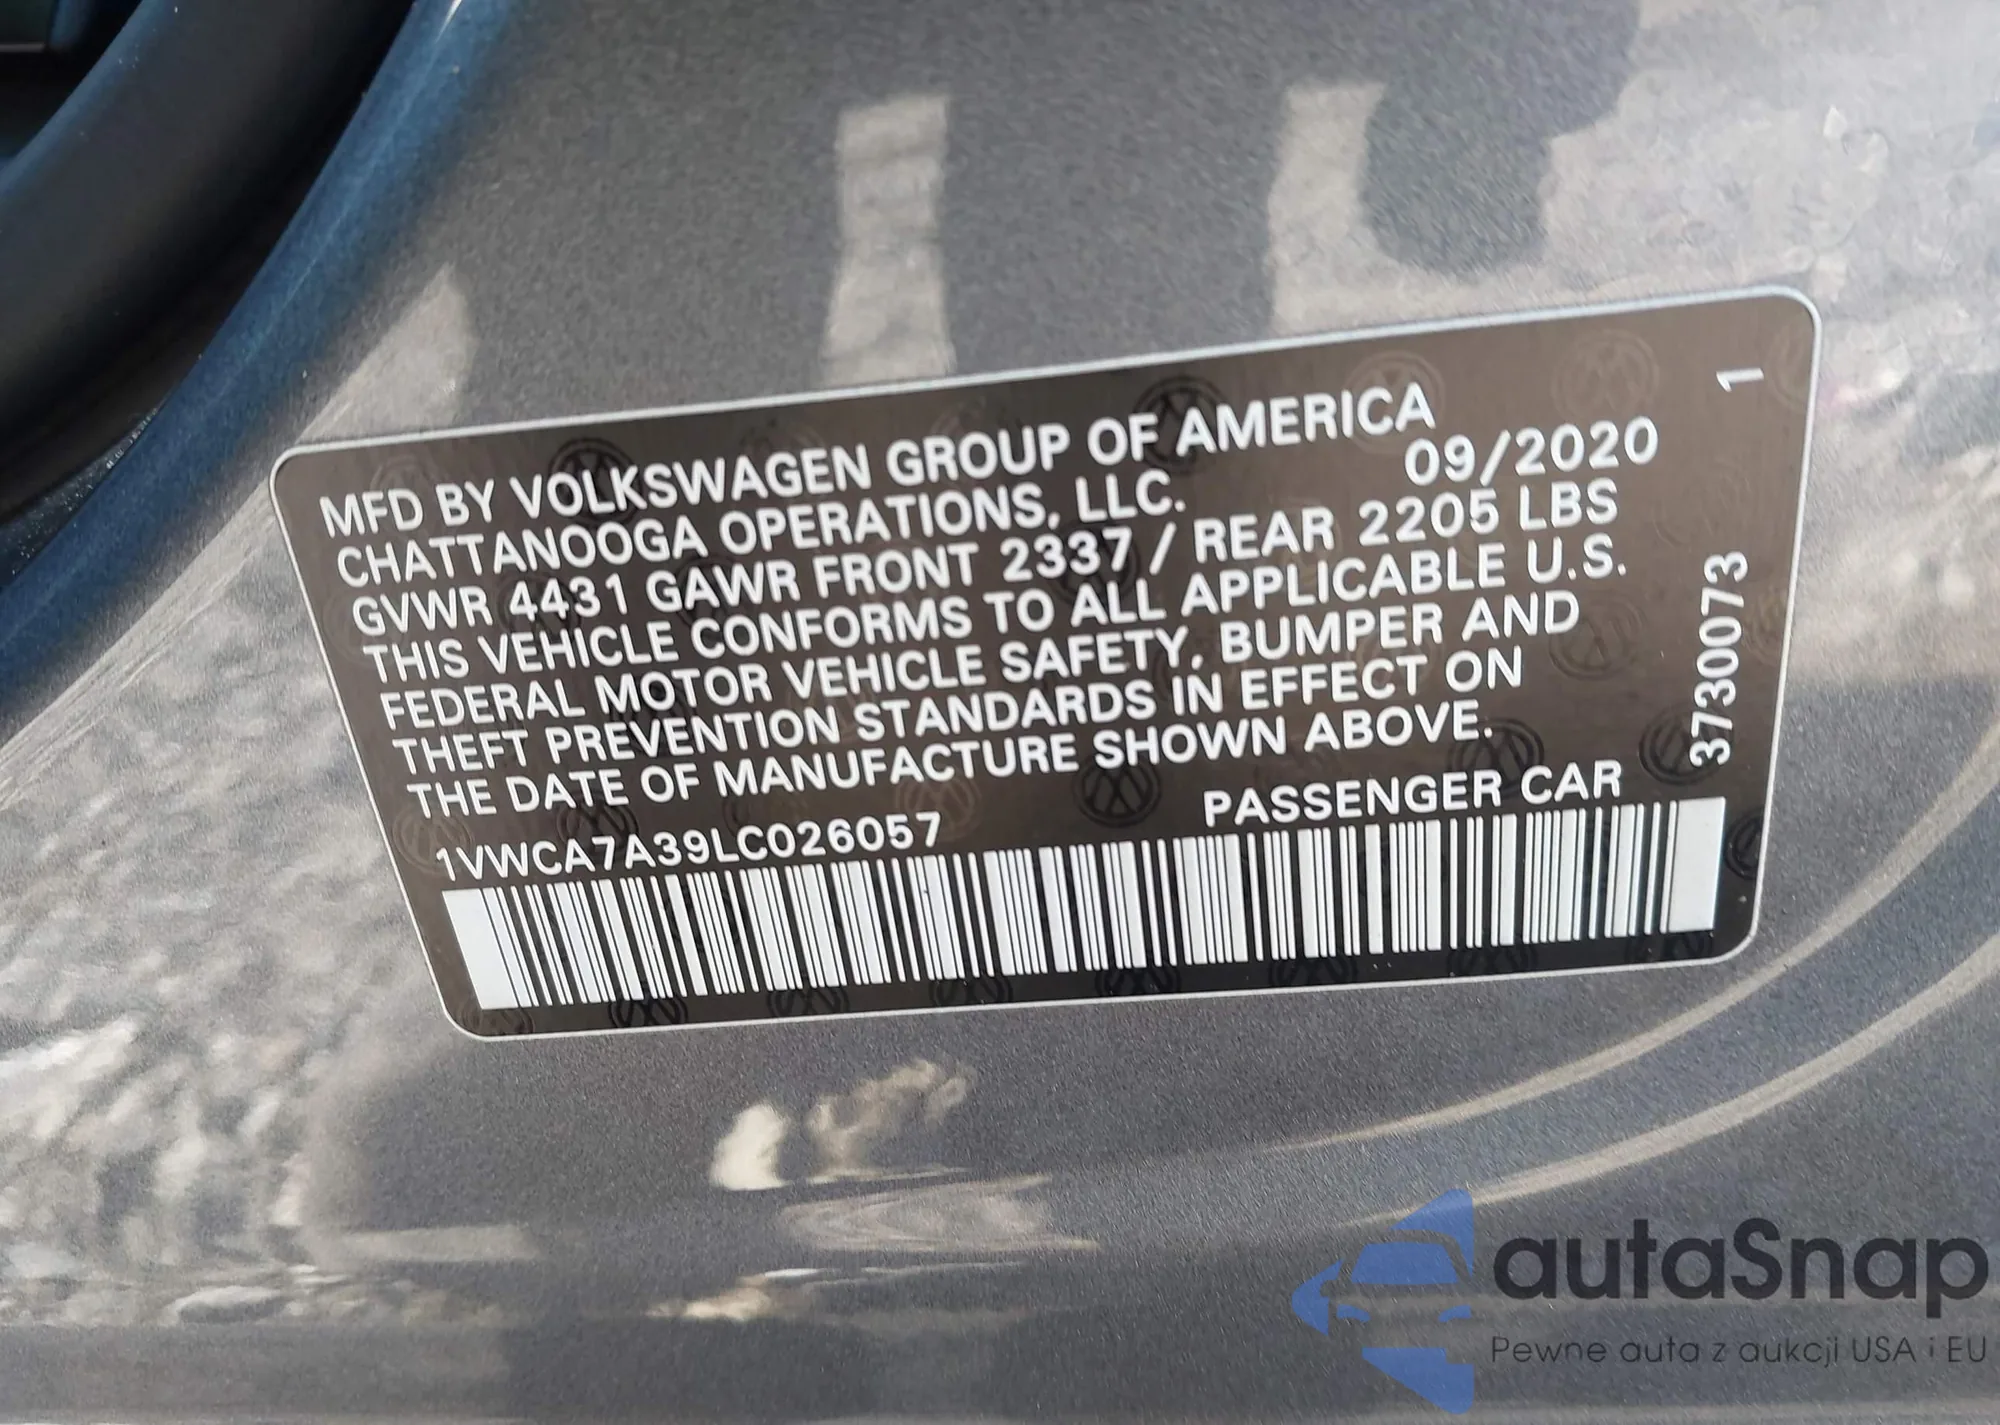 MFD BY VOLKSWAGEN GROUP OF AMERICA
CHATTANOOGA OPERATIONS, LLC. 09/2020
GVWR 4431 GAWR FRONT 2337 / REAR 2205 LBS
THIS VEHICLE CONFORMS TO ALL APPLICABLE U.S.
FEDERAL MOTOR VEHICLE SAFETY, BUMPER AND
THEFT PREVENTION STANDARDS IN EFFECT ON
THE DATE OF MANUFACTURE SHOWN ABOVE.
1VWCA7A39LC026057 PASSENGER CAR
3730073 1
autaSnap
Pewne auta z aukcji USA i EU